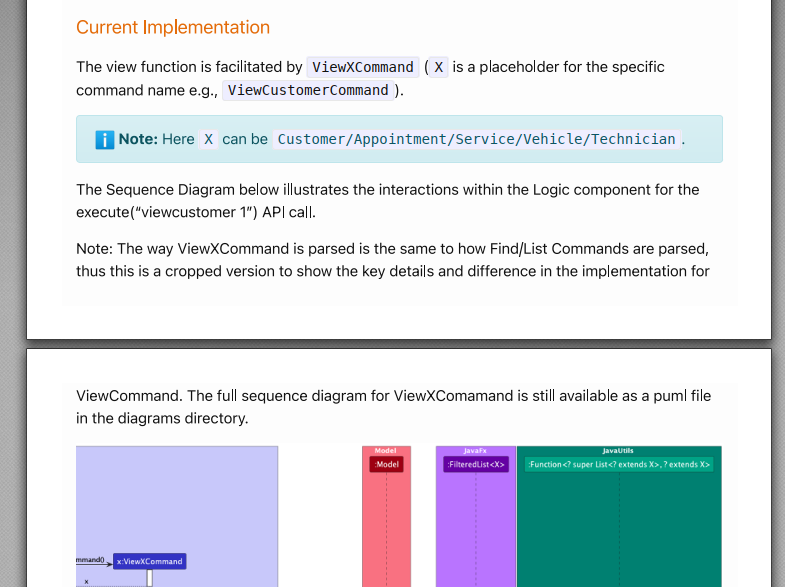 Current Implementation
The view function is facilitated by ViewXCommand ( X is a placeholder for the specific
command name e.g., ViewCustomerCommand ).
Note: Here X can be Customer/Appointment/Service/Vehicle/Technician .
The Sequence Diagram below illustrates the interactions within the Logic component for the
execute(“viewcustomer 1”) API call.
Note: The way ViewXCommand is parsed is the same to how Find/List Commands are parsed,
thus this is a cropped version to show the key details and difference in the implementation for
ViewCommand. The full sequence diagram for ViewXComamand is still available as a puml file
in the diagrams directory.
Model JavaFx JavaUtils
:Model :FilteredList<X> :Function<? super List<? extends X>, ? extends X>
mmand() x:ViewXCommand
x